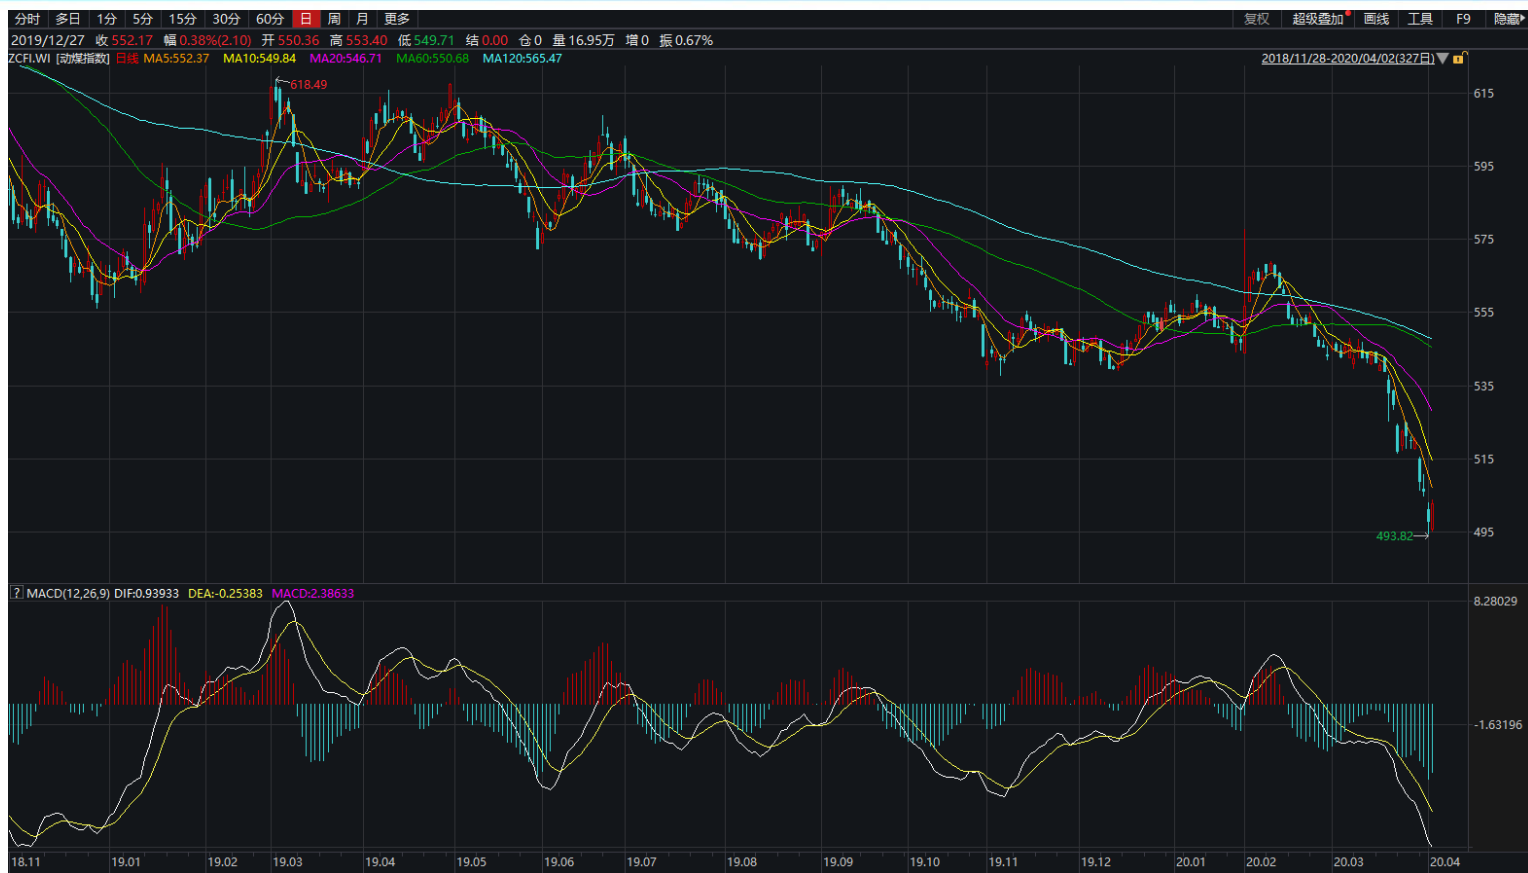 分时 多日 1分 5分 15分 30分 60分 日 周 月 更多 复权 超级叠加 画线 工具 F9 隐藏
2019/12/27 收 552.17 幅 0.38%(2.10) 开 550.36 高 553.40 低 549.71 结 0.00 仓 0 量 16.95万 增 0 振 0.67%
ZCFI.WI [动煤指数] 日线 MA5:552.37 MA10:549.84 MA20:546.71 MA60:550.68 MA120:565.47 2018/11/28-2020/04/02(327日)
615
618.49
595
575
555
535
515
495
493.82
? MACD(12,26,9) DIF:0.93933 DEA:-0.25383 MACD:2.38633
8.28029
-1.63196
18.11 19.01 19.02 19.03 19.04 19.05 19.06 19.07 19.08 19.09 19.10 19.11 19.12 20.01 20.02 20.03 20.04